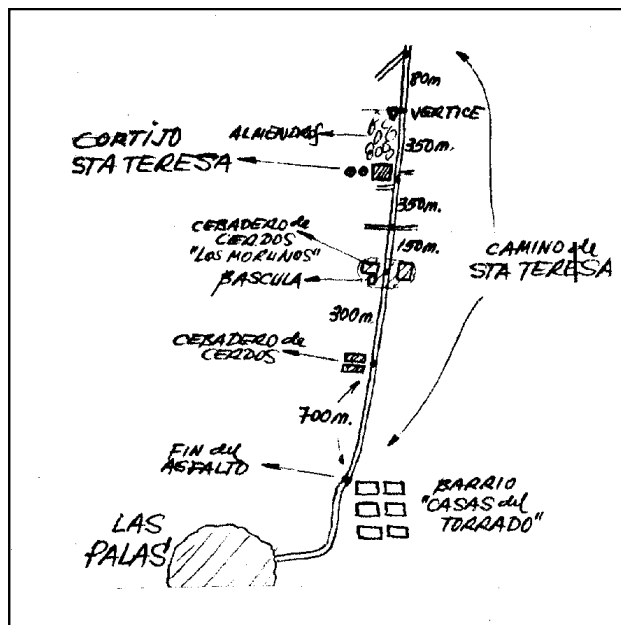 80m
VERTICE
ALMENDROS
350m.
CORTIJO
STA TERESA
350m.
CEBADERO de
CIERDOS
"LOS MORUNOS"
150m.
CAMINO de
STA TERESA
BASCULA
300m.
CEBADERO de
CERDOS
700m.
FIN del
ASFALTO
BARRIO
"CASAS del
TORRADO"
LAS
PALAS